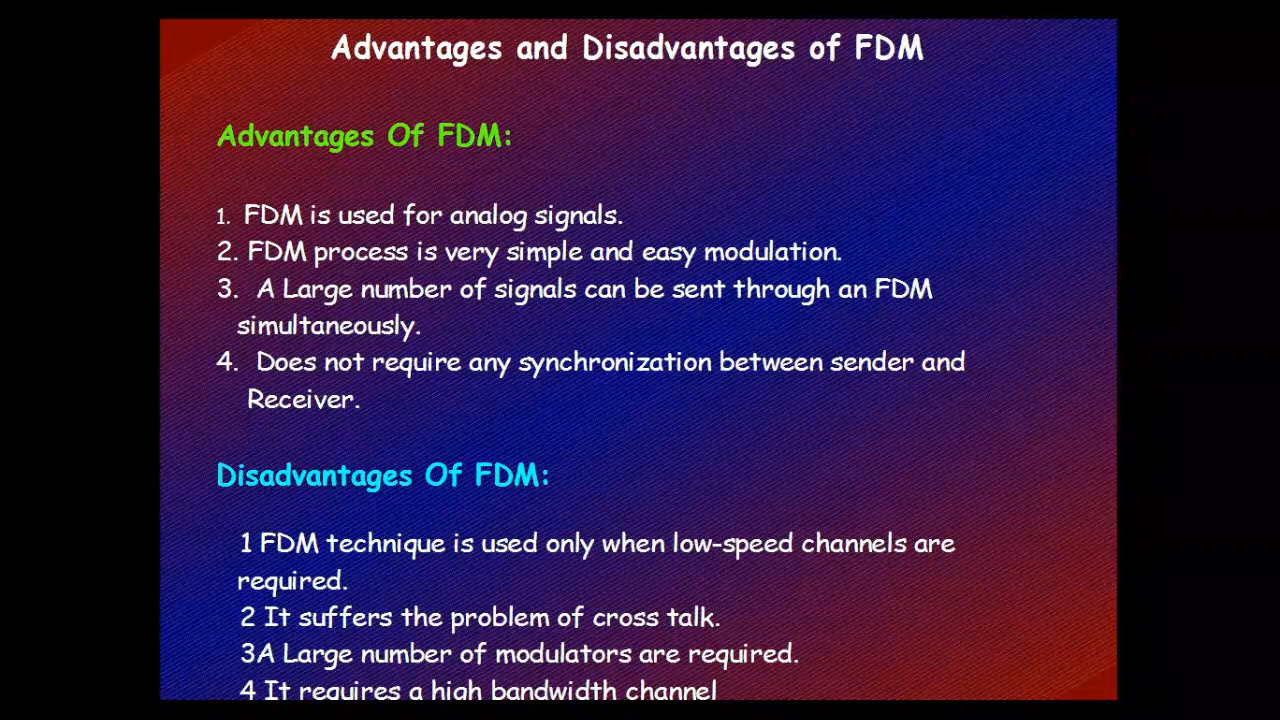 Advantages and Disadvantages of FDM
Advantages Of FDM:
1. FDM is used for analog signals.
2. FDM process is very simple and easy modulation.
3. A Large number of signals can be sent through an FDM
simultaneously.
4. Does not require any synchronization between sender and
Receiver.
Disadvantages Of FDM:
1 FDM technique is used only when low-speed channels are
required.
2 It suffers the problem of cross talk.
3A Large number of modulators are required.
4 It requires a high bandwidth channel